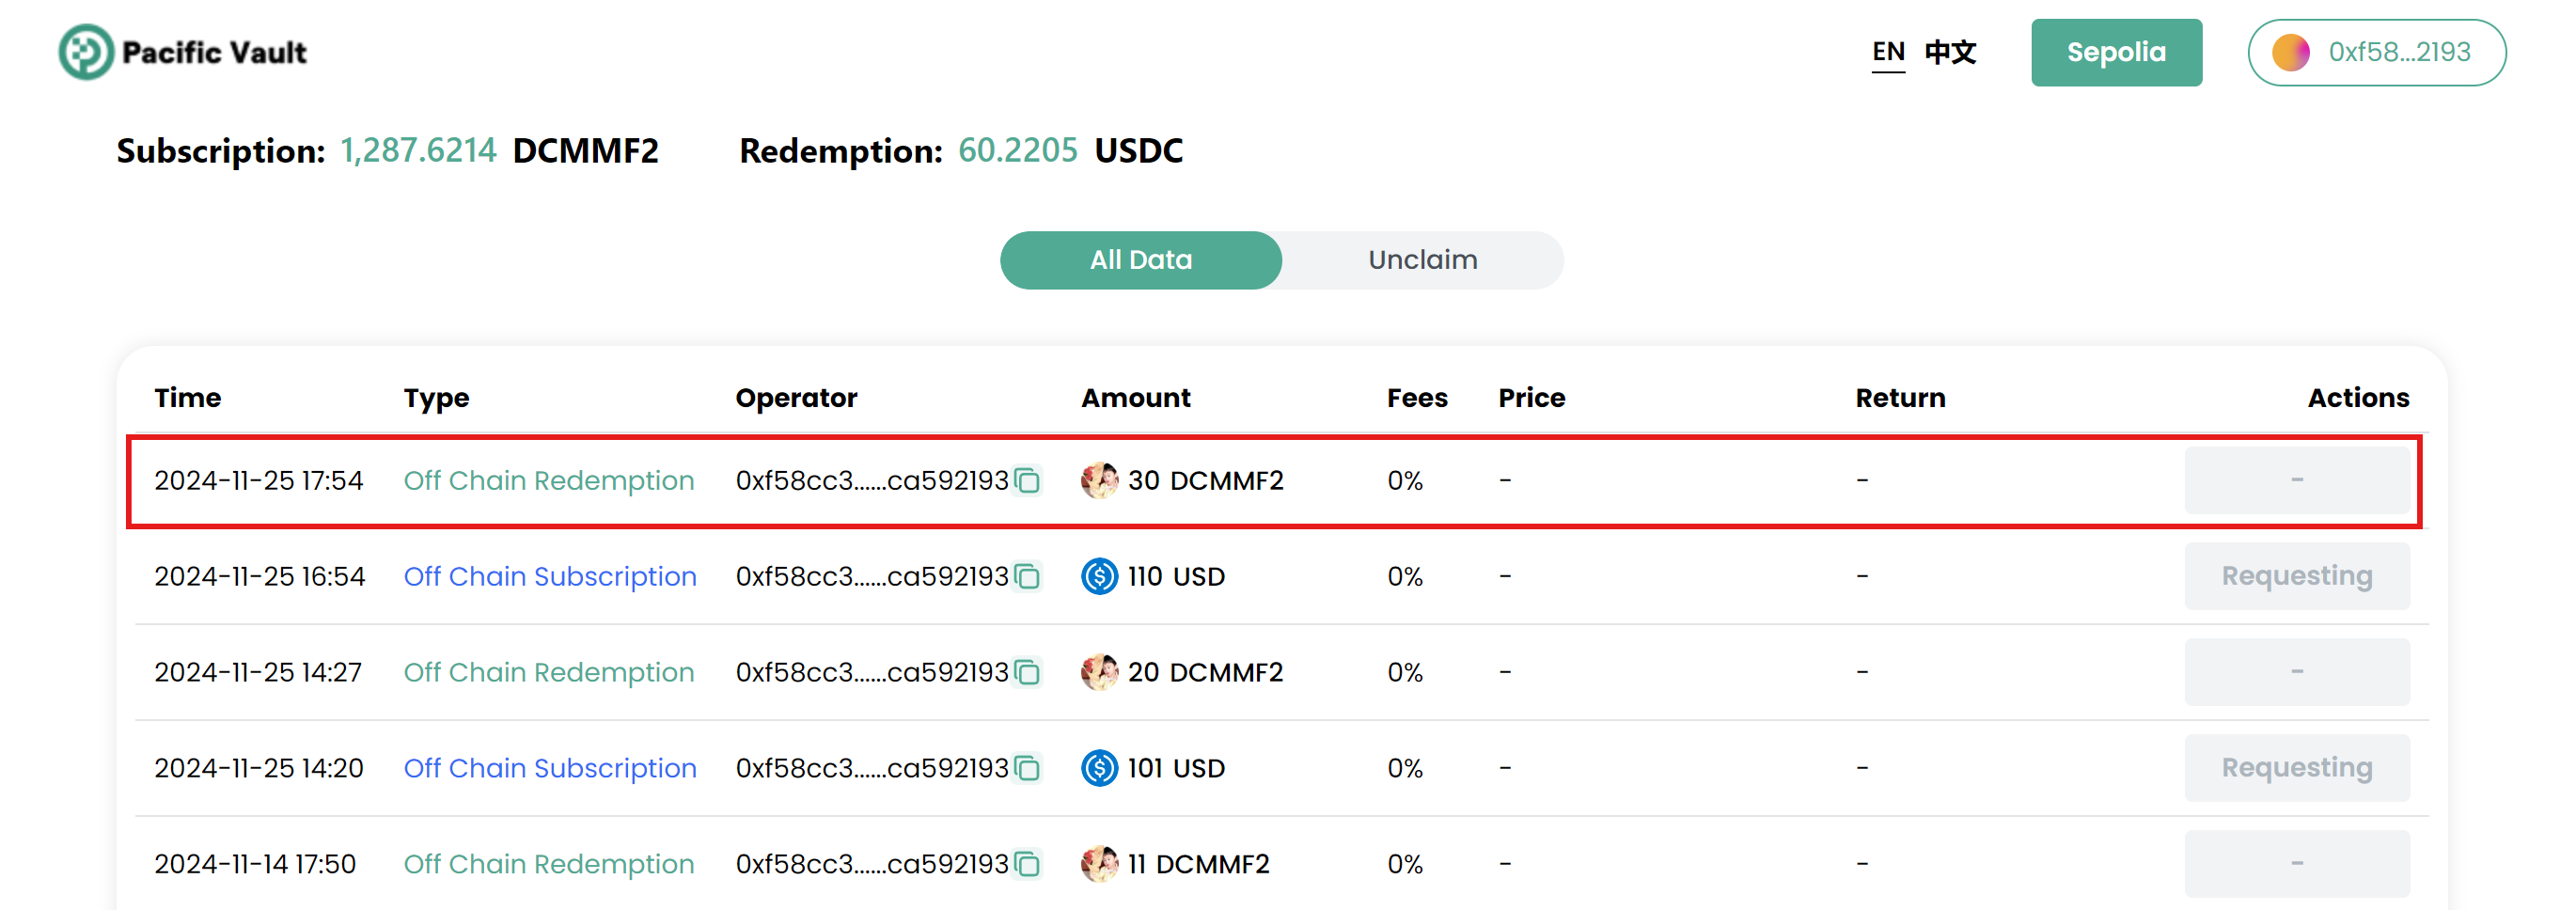 Pacific Vault
EN 中文 Sepolia 0xf58...2193
Subscription: 1,287.6214 DCMMF2 Redemption: 60.2205 USDC
All Data Unclaim
Time Type Operator Amount Fees Price Return Actions
2024-11-25 17:54 Off Chain Redemption 0xf58cc3......ca592193 30 DCMMF2 0% - - -
2024-11-25 16:54 Off Chain Subscription 0xf58cc3......ca592193 110 USD 0% - - Requesting
2024-11-25 14:27 Off Chain Redemption 0xf58cc3......ca592193 20 DCMMF2 0% - - -
2024-11-25 14:20 Off Chain Subscription 0xf58cc3......ca592193 101 USD 0% - - Requesting
2024-11-14 17:50 Off Chain Redemption 0xf58cc3......ca592193 11 DCMMF2 0% - - -